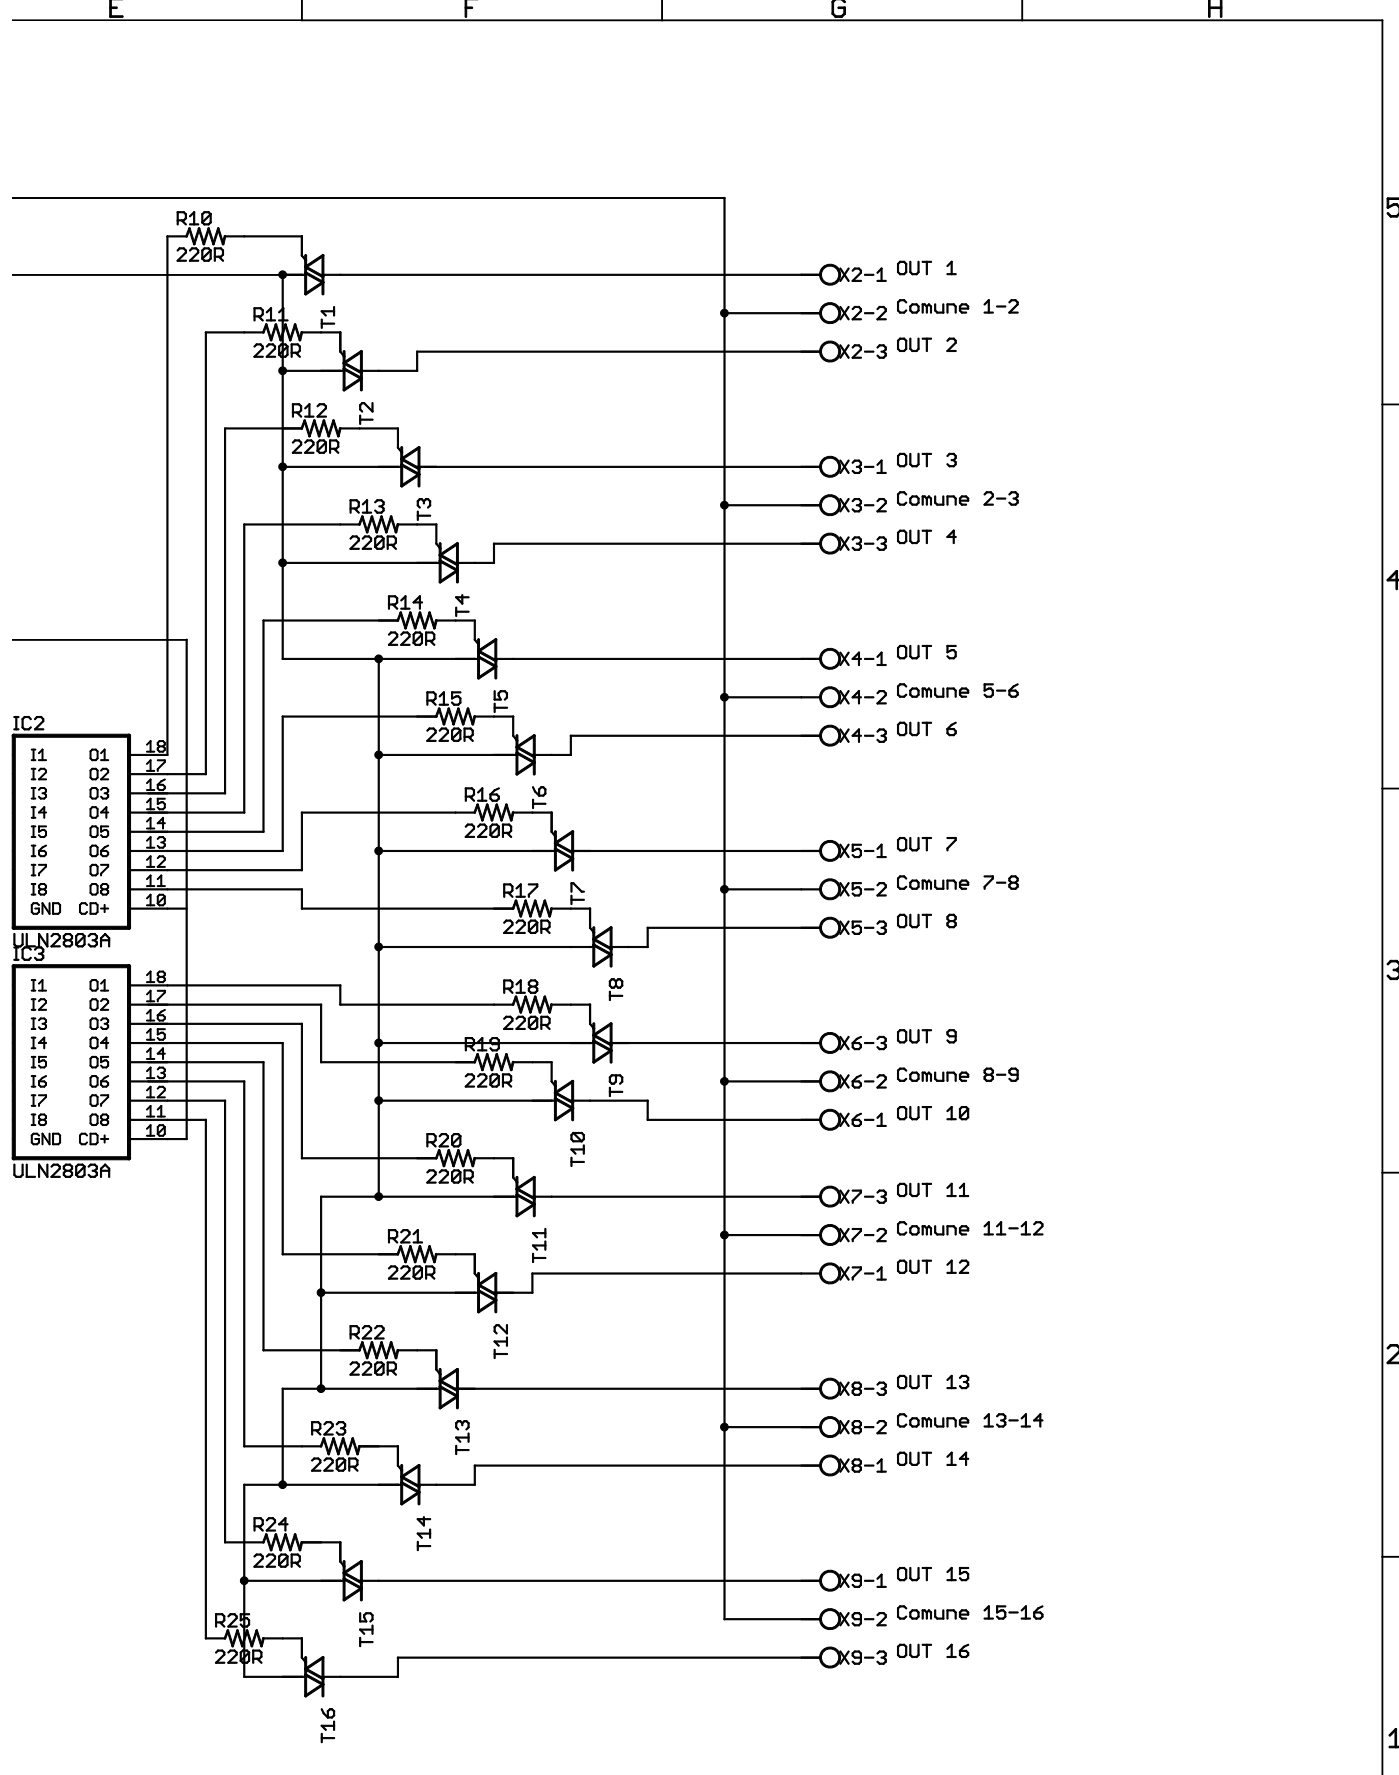 E F G H
5
R10
220R
T1
X2-1 OUT 1
X2-2 Comune 1-2
R11
220R
X2-3 OUT 2
T2
R12
220R
4
X3-1 OUT 3
T3
R13
220R
X3-2 Comune 2-3
X3-3 OUT 4
T4
R14
220R
X4-1 OUT 5
T5
R15
220R
X4-2 Comune 5-6
X4-3 OUT 6
T6
IC2
I1 O1 18
I2 O2 17
I3 O3 16
I4 O4 15
I5 O5 14
I6 O6 13
I7 O7 12
I8 O8 11
GND CD+ 10
ULN2803A
R16
220R
X5-1 OUT 7
T7
R17
220R
X5-2 Comune 7-8
X5-3 OUT 8
T8
3
IC3
I1 O1 18
I2 O2 17
I3 O3 16
I4 O4 15
I5 O5 14
I6 O6 13
I7 O7 12
I8 O8 11
GND CD+ 10
ULN2803A
R18
220R
X6-3 OUT 9
T9
R19
220R
X6-2 Comune 8-9
X6-1 OUT 10
T10
R20
220R
X7-3 OUT 11
T11
X7-2 Comune 11-12
R21
220R
X7-1 OUT 12
T12
2
R22
220R
X8-3 OUT 13
T13
X8-2 Comune 13-14
R23
220R
X8-1 OUT 14
T14
R24
220R
X9-1 OUT 15
T15
X9-2 Comune 15-16
R25
220R
X9-3 OUT 16
T16
1